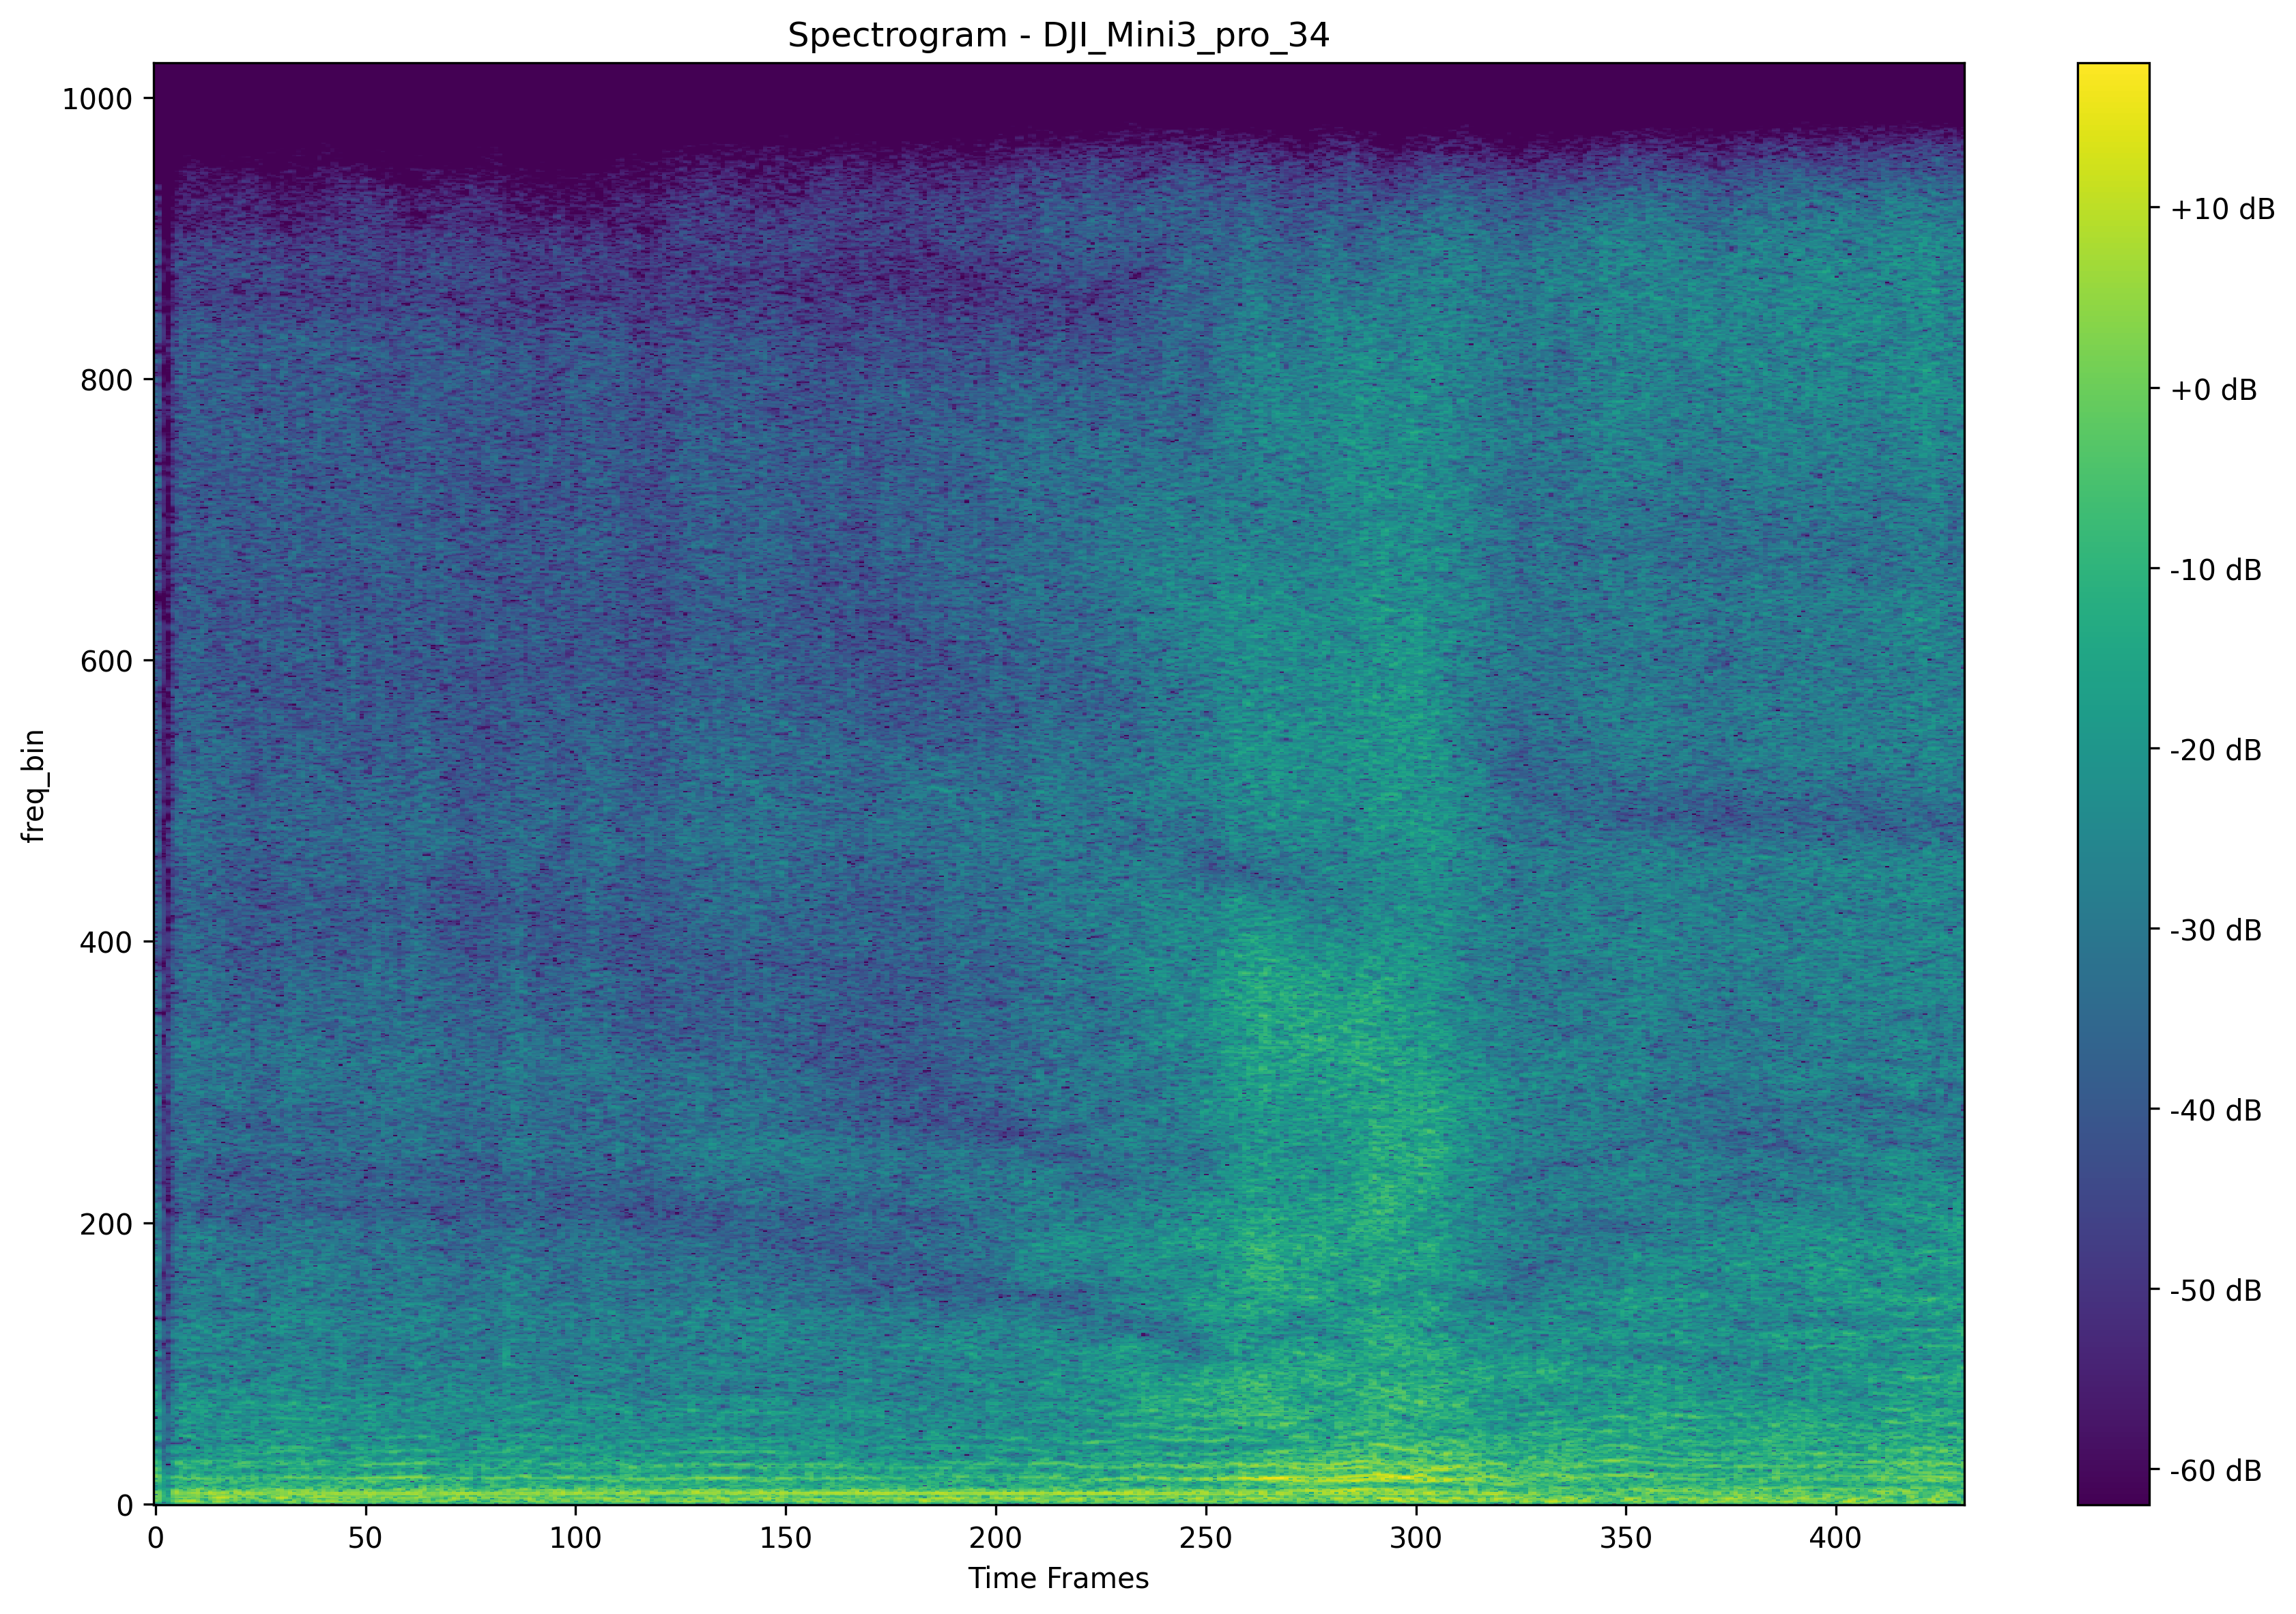 Spectrogram - DJI_Mini3_pro_34
1000
800
600
400
200
0
freq_bin
0 50 100 150 200 250 300 350 400
Time Frames
+10 dB
+0 dB
-10 dB
-20 dB
-30 dB
-40 dB
-50 dB
-60 dB